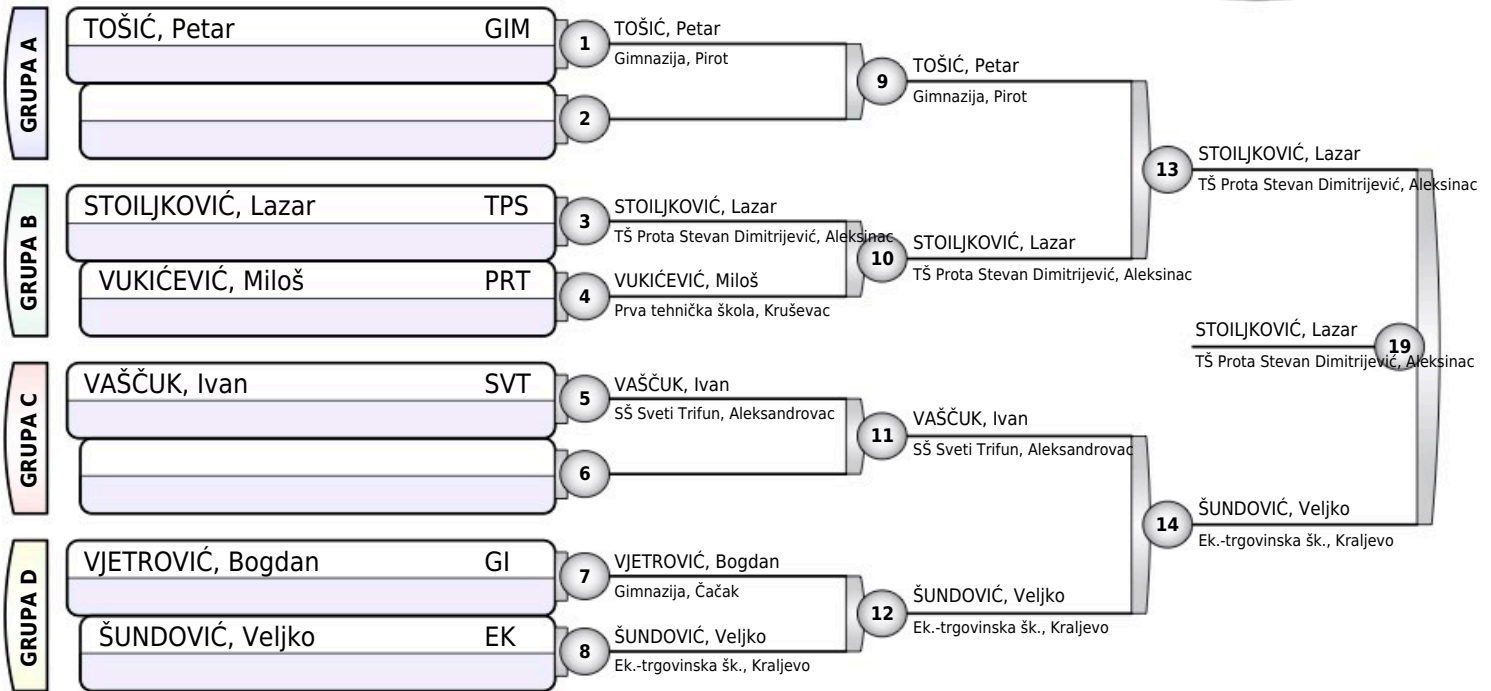 GRUPA A
TOŠIĆ, Petar GIM
1
TOŠIĆ, Petar
Gimnazija, Pirot
2
9
TOŠIĆ, Petar
Gimnazija, Pirot
GRUPA B
STOILJKOVIĆ, Lazar TPS
3
STOILJKOVIĆ, Lazar
TŠ Prota Stevan Dimitrijević, Aleksinac
VUKIĆEVIĆ, Miloš PRT
4
VUKIĆEVIĆ, Miloš
Prva tehnička škola, Kruševac
10
STOILJKOVIĆ, Lazar
TŠ Prota Stevan Dimitrijević, Aleksinac
13
STOILJKOVIĆ, Lazar
TŠ Prota Stevan Dimitrijević, Aleksinac
STOILJKOVIĆ, Lazar
19
TŠ Prota Stevan Dimitrijević, Aleksinac
GRUPA C
VAŠČUK, Ivan SVT
5
VAŠČUK, Ivan
SŠ Sveti Trifun, Aleksandrovac
6
11
VAŠČUK, Ivan
SŠ Sveti Trifun, Aleksandrovac
14
ŠUNDOVIĆ, Veljko
Ek.-trgovinska šk., Kraljevo
GRUPA D
VJETROVIĆ, Bogdan GI
7
VJETROVIĆ, Bogdan
Gimnazija, Čačak
ŠUNDOVIĆ, Veljko EK
8
ŠUNDOVIĆ, Veljko
Ek.-trgovinska šk., Kraljevo
12
ŠUNDOVIĆ, Veljko
Ek.-trgovinska šk., Kraljevo